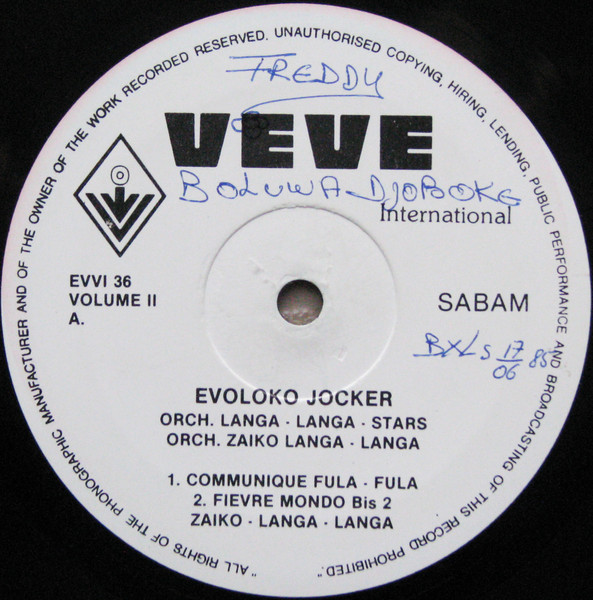 "ALL RIGHTS OF THE PHONOGRAPHIC MANUFACTURER AND OF THE OWNER OF THE WORK RECORDED RESERVED. UNAUTHORISED COPYING, HIRING, LENDING, PUBLIC PERFORMANCE AND BROADCASTING OF THIS RECORD PROHIBITED."
FREDDY
VEVE
BOLUWA-DJOBOKE
International
EVVI 36
VOLUME II
A.
SABAM
BXLs 17/06 85
EVOLOKO JOCKER
ORCH. LANGA - LANGA - STARS
ORCH. ZAIKO LANGA - LANGA
1. COMMUNIQUE FULA - FULA
2. FIEVRE MONDO Bis 2
ZAIKO - LANGA - LANGA